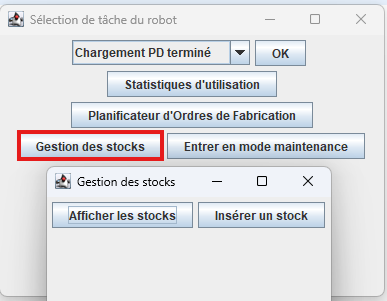 Sélection de tâche du robot
Chargement PD terminé OK
Statistiques d'utilisation
Planificateur d'Ordres de Fabrication
Gestion des stocks Entrer en mode maintenance
Gestion des stocks
Afficher les stocks Insérer un stock